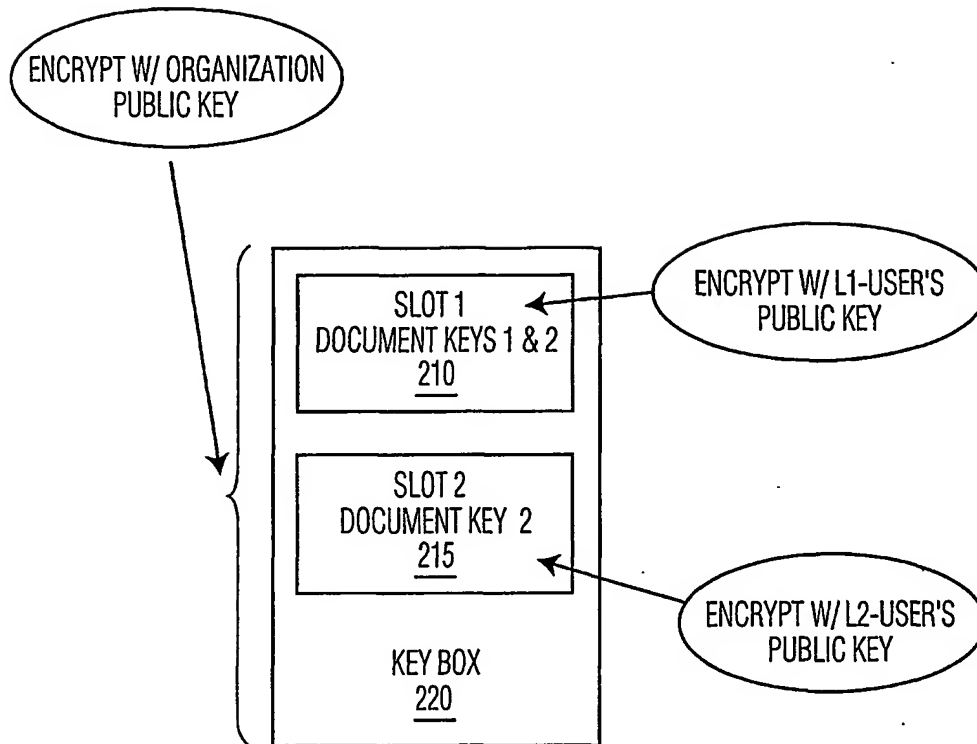 ENCRYPT W/ ORGANIZATION
PUBLIC KEY
SLOT 1
DOCUMENT KEYS 1 & 2
210
ENCRYPT W/ L1-USER'S
PUBLIC KEY
SLOT 2
DOCUMENT KEY 2
215
ENCRYPT W/ L2-USER'S
PUBLIC KEY
KEY BOX
220